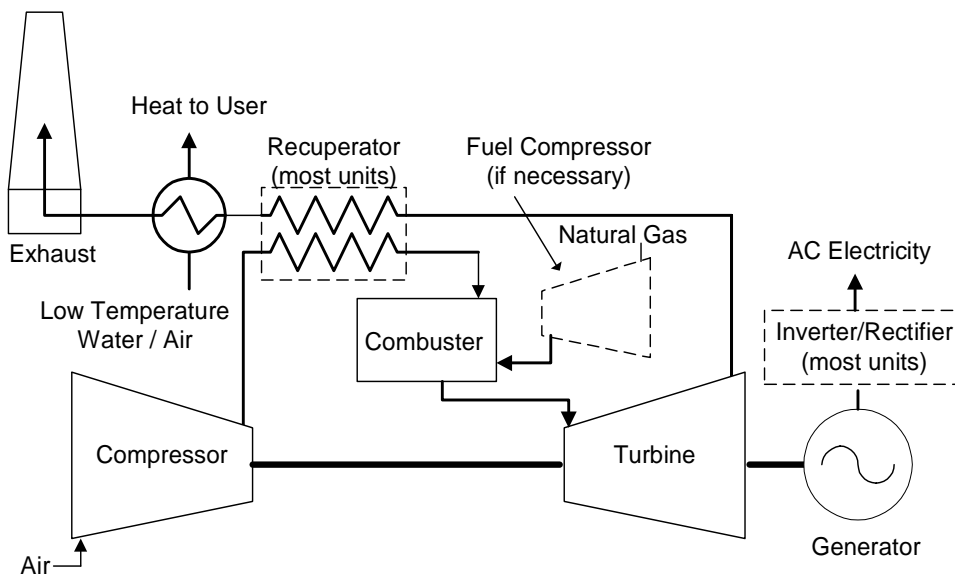 Heat to User
Recuperator
(most units)
Fuel Compressor
(if necessary)
Natural Gas
Exhaust
AC Electricity
Low Temperature
Water / Air
Combuster
Inverter/Rectifier
(most units)
Compressor
Turbine
Generator
Air